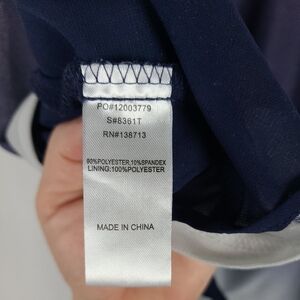 PO#12003779
S#8361T
RN#138713
90%POLYESTER, 10%SPANDEX
LINING:100%POLYESTER
MADE IN CHINA